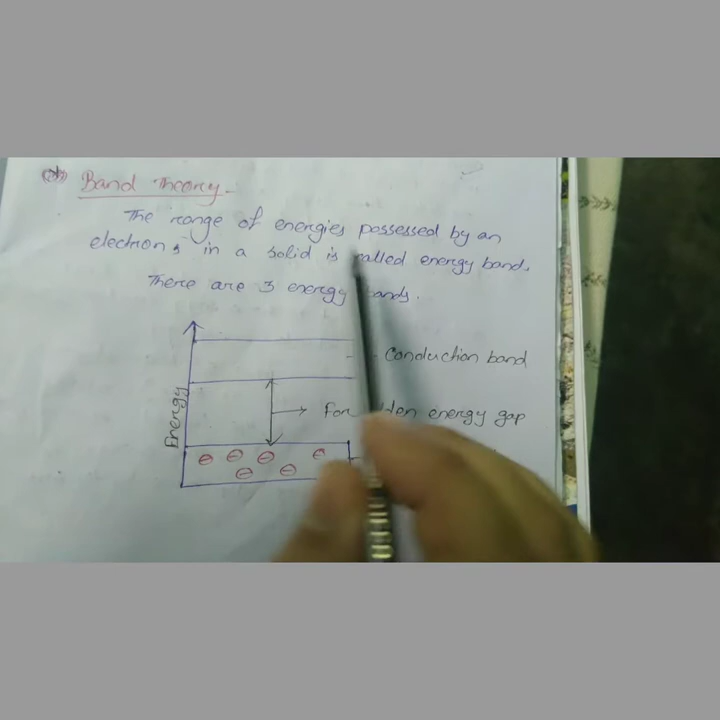 Band Theory -
The range of energies possessed by an
electrons in a solid is called energy band.
There are 3 energy bands.
Conduction band
energy gap
Energy